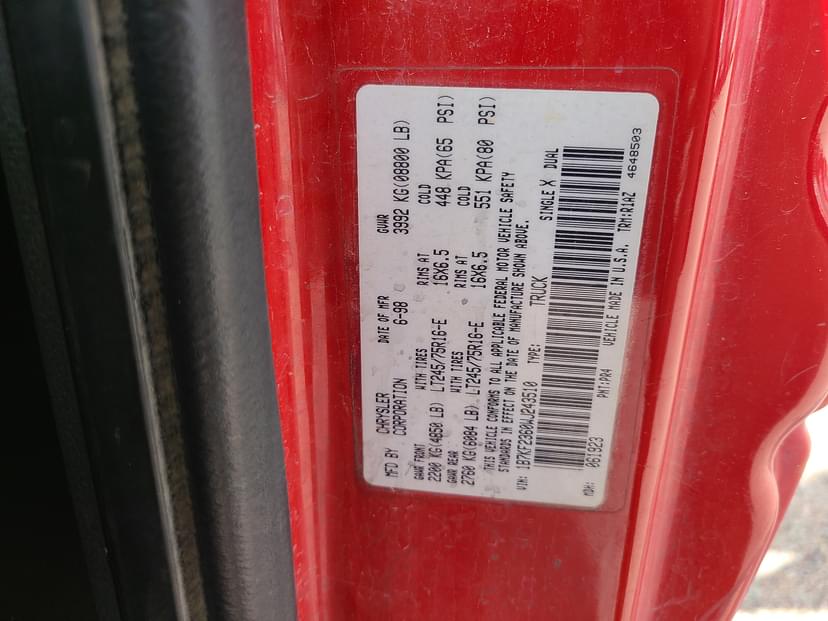 MFD BY CHRYSLER CORPORATION DATE OF MFR 6-98 GVWR 3992 KG(08800 LB)
GAWR FRONT WITH TIRES RIMS AT COLD
2200 KG(4850 LB) LT245/75R16-E 16X6.5 448 KPA(65 PSI)
GAWR REAR WITH TIRES RIMS AT COLD
2760 KG(6084 LB) LT245/75R16-E 16X6.5 551 KPA(80 PSI)
THIS VEHICLE CONFORMS TO ALL APPLICABLE FEDERAL MOTOR VEHICLE SAFETY
STANDARDS IN EFFECT ON THE DATE OF MANUFACTURE SHOWN ABOVE.
VIN: 1B7KF2360WJ243510 TYPE: TRUCK SINGLE X DUAL
MDH: 061923 PNT:PR4 VEHICLE MADE IN U.S.A. TRM:R1AZ 4648503